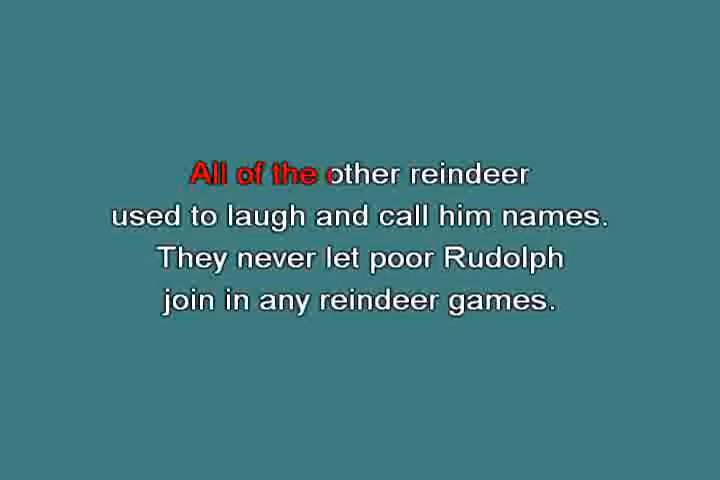 All of the other reindeer
used to laugh and call him names.
They never let poor Rudolph
join in any reindeer games.